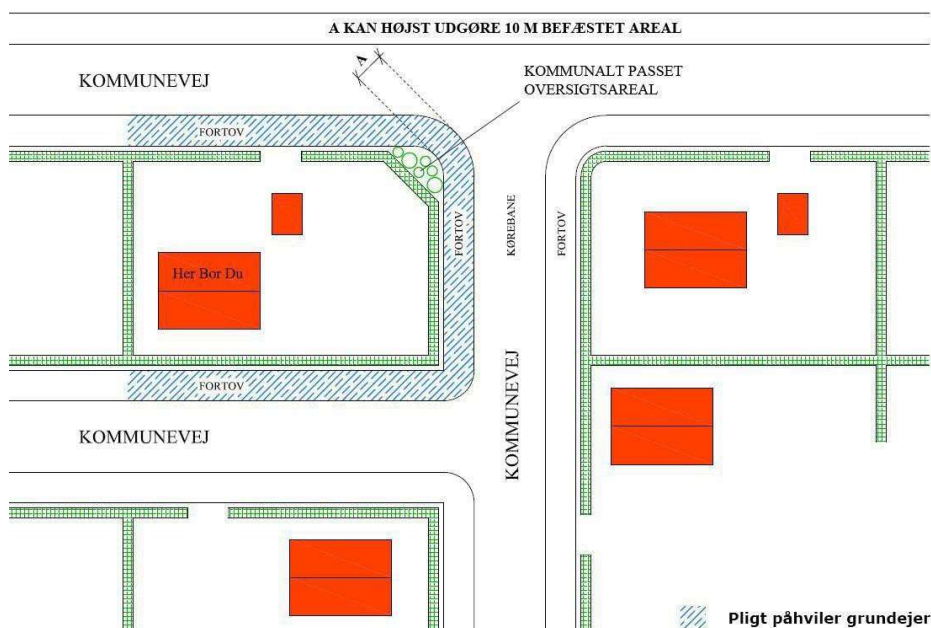 A KAN HØJST UDGØRE 10 M BEFÆSTET AREAL
A
KOMMUNEVEJ
KOMMUNALT PASSET
OVERSIGTSAREAL
FORTOV
FORTOV
KØREBANE
FORTOV
Her Bor Du
KOMMUNEVEJ
FORTOV
KOMMUNEVEJ
Pligt påhviler grundejer